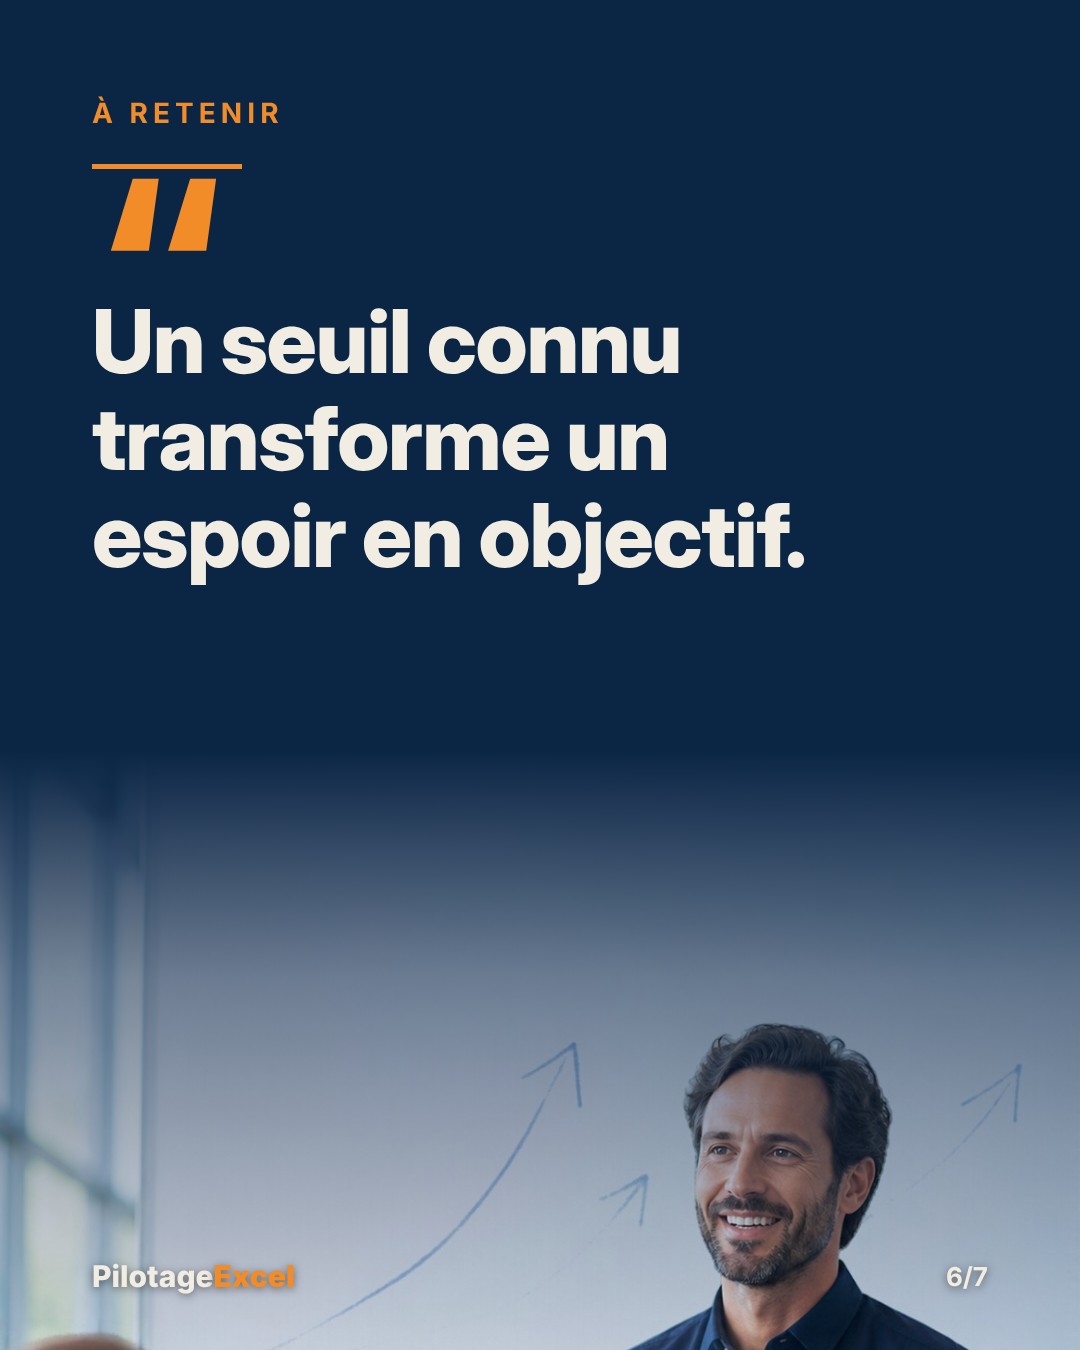 À RETENIR
"
Un seuil connu
transforme un
espoir en objectif.
PilotageExcel
6/7